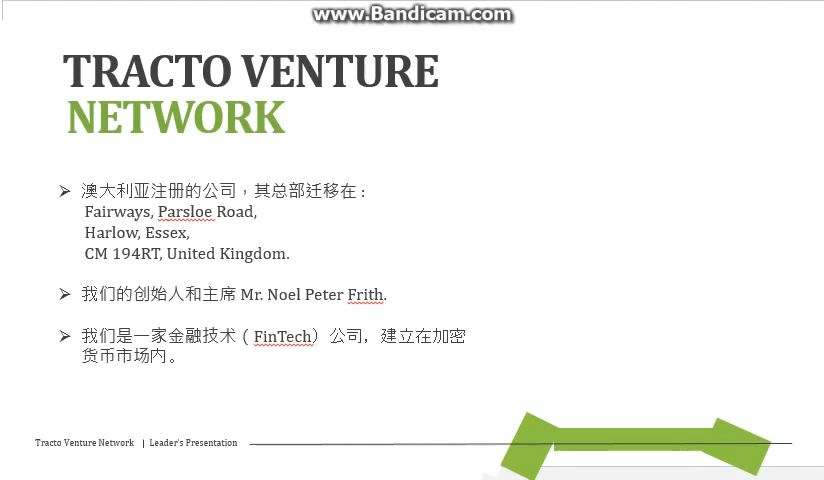 www.Bandicam.com
TRACTO VENTURE
NETWORK
澳大利亚注册的公司，其总部迁移在 :
Fairways, Parsloe Road,
Harlow, Essex,
CM 194RT, United Kingdom.
我们的创始人和主席 Mr. Noel Peter Frith.
我们是一家金融技术（FinTech）公司，建立在加密
货币市场内。
Tracto Venture Network | Leader's Presentation